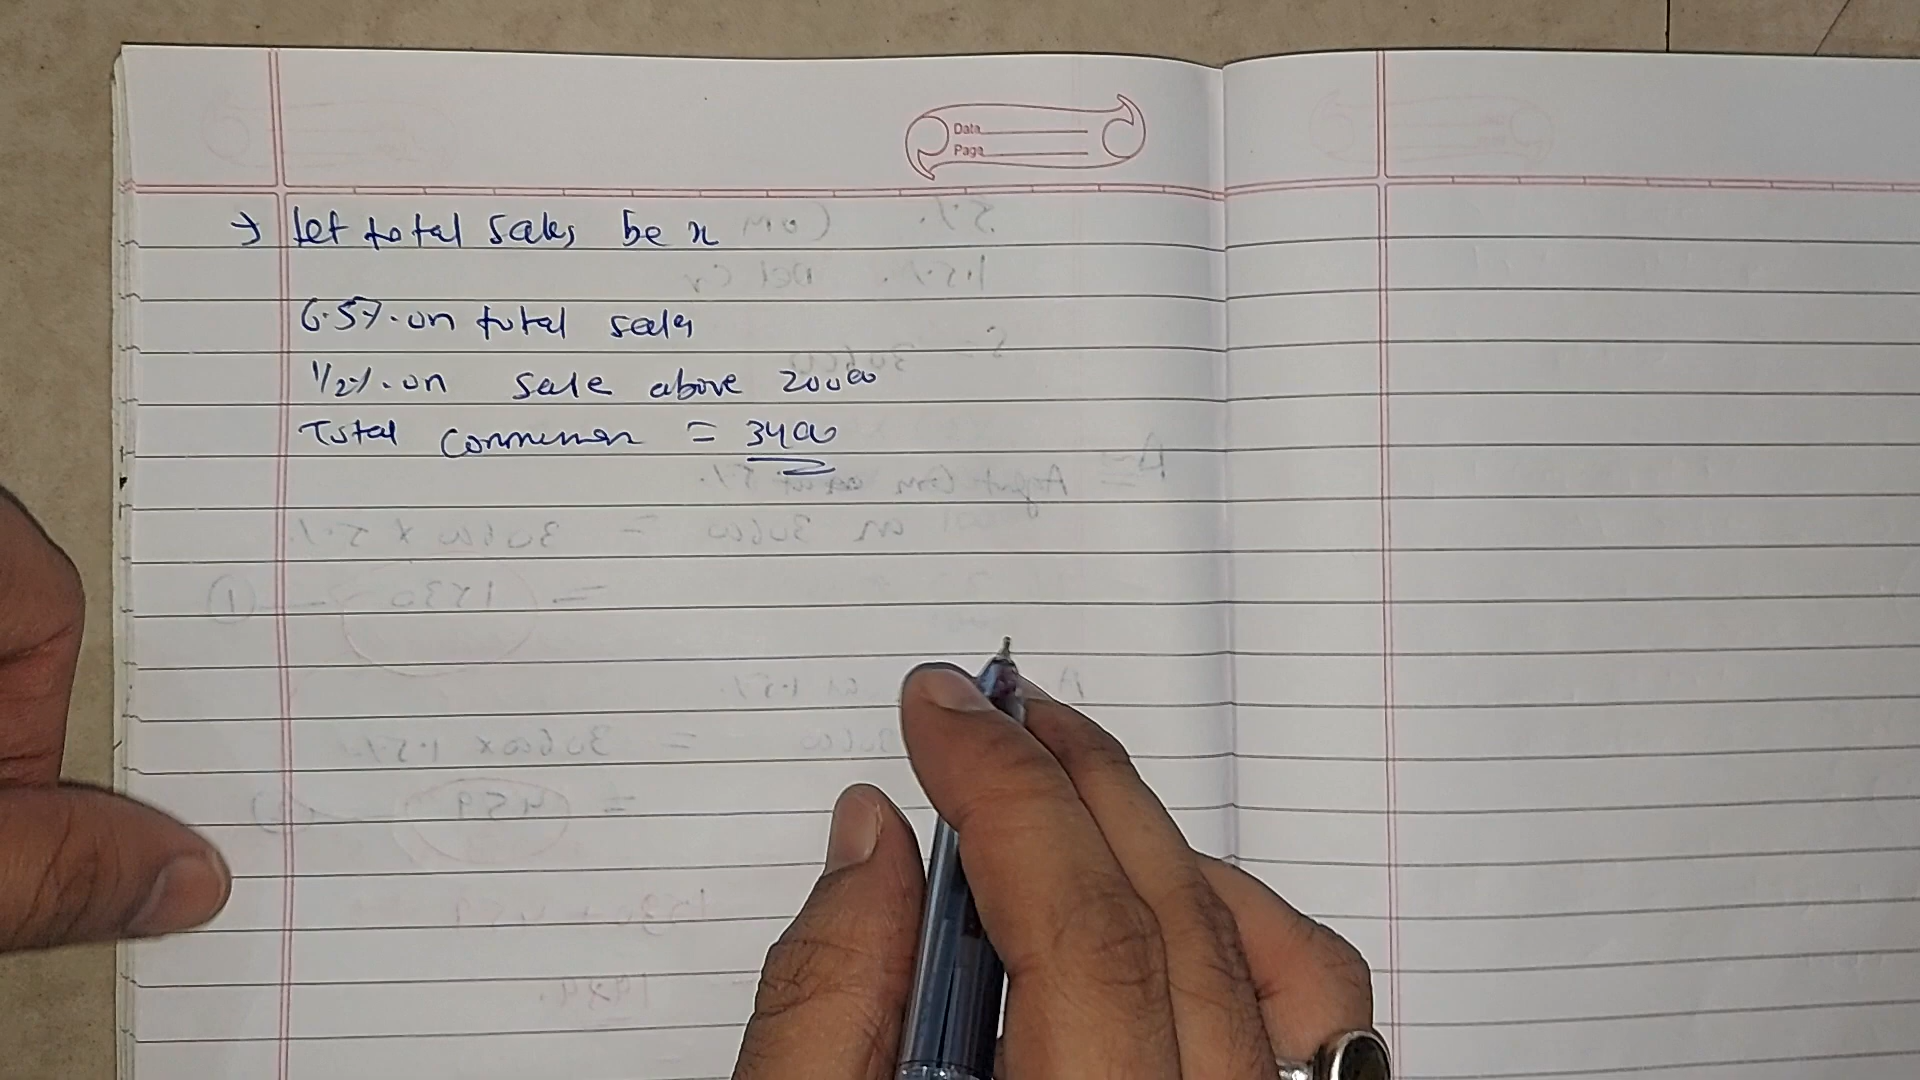 Date
Page
→ let total sales be x
6.5%. on total sales
1/2%. on sale above 20000
Total commission = 3400